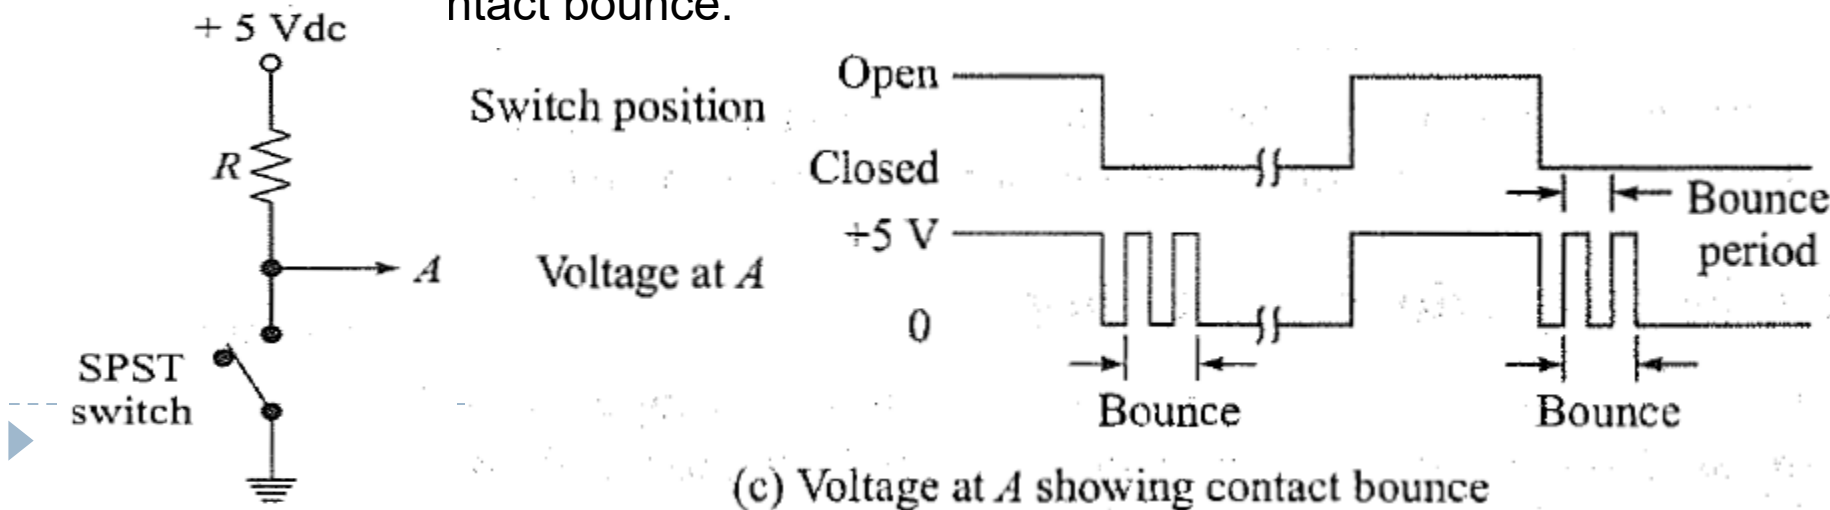 ntact bounce.
+ 5 Vdc
R
A
SPST
switch
Switch position
Open
Closed
Voltage at A
+5 V
0
Bounce
period
Bounce
Bounce
(c) Voltage at A showing contact bounce